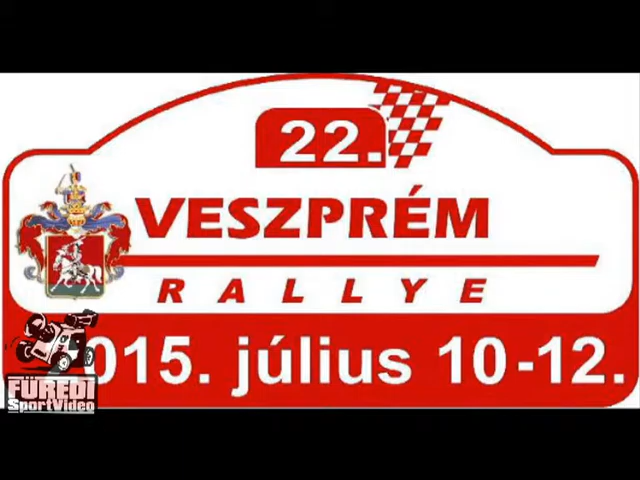 22.
VESZPRÉM
RALLYE
015. július 10-12.
FÜREDI
SportVideo